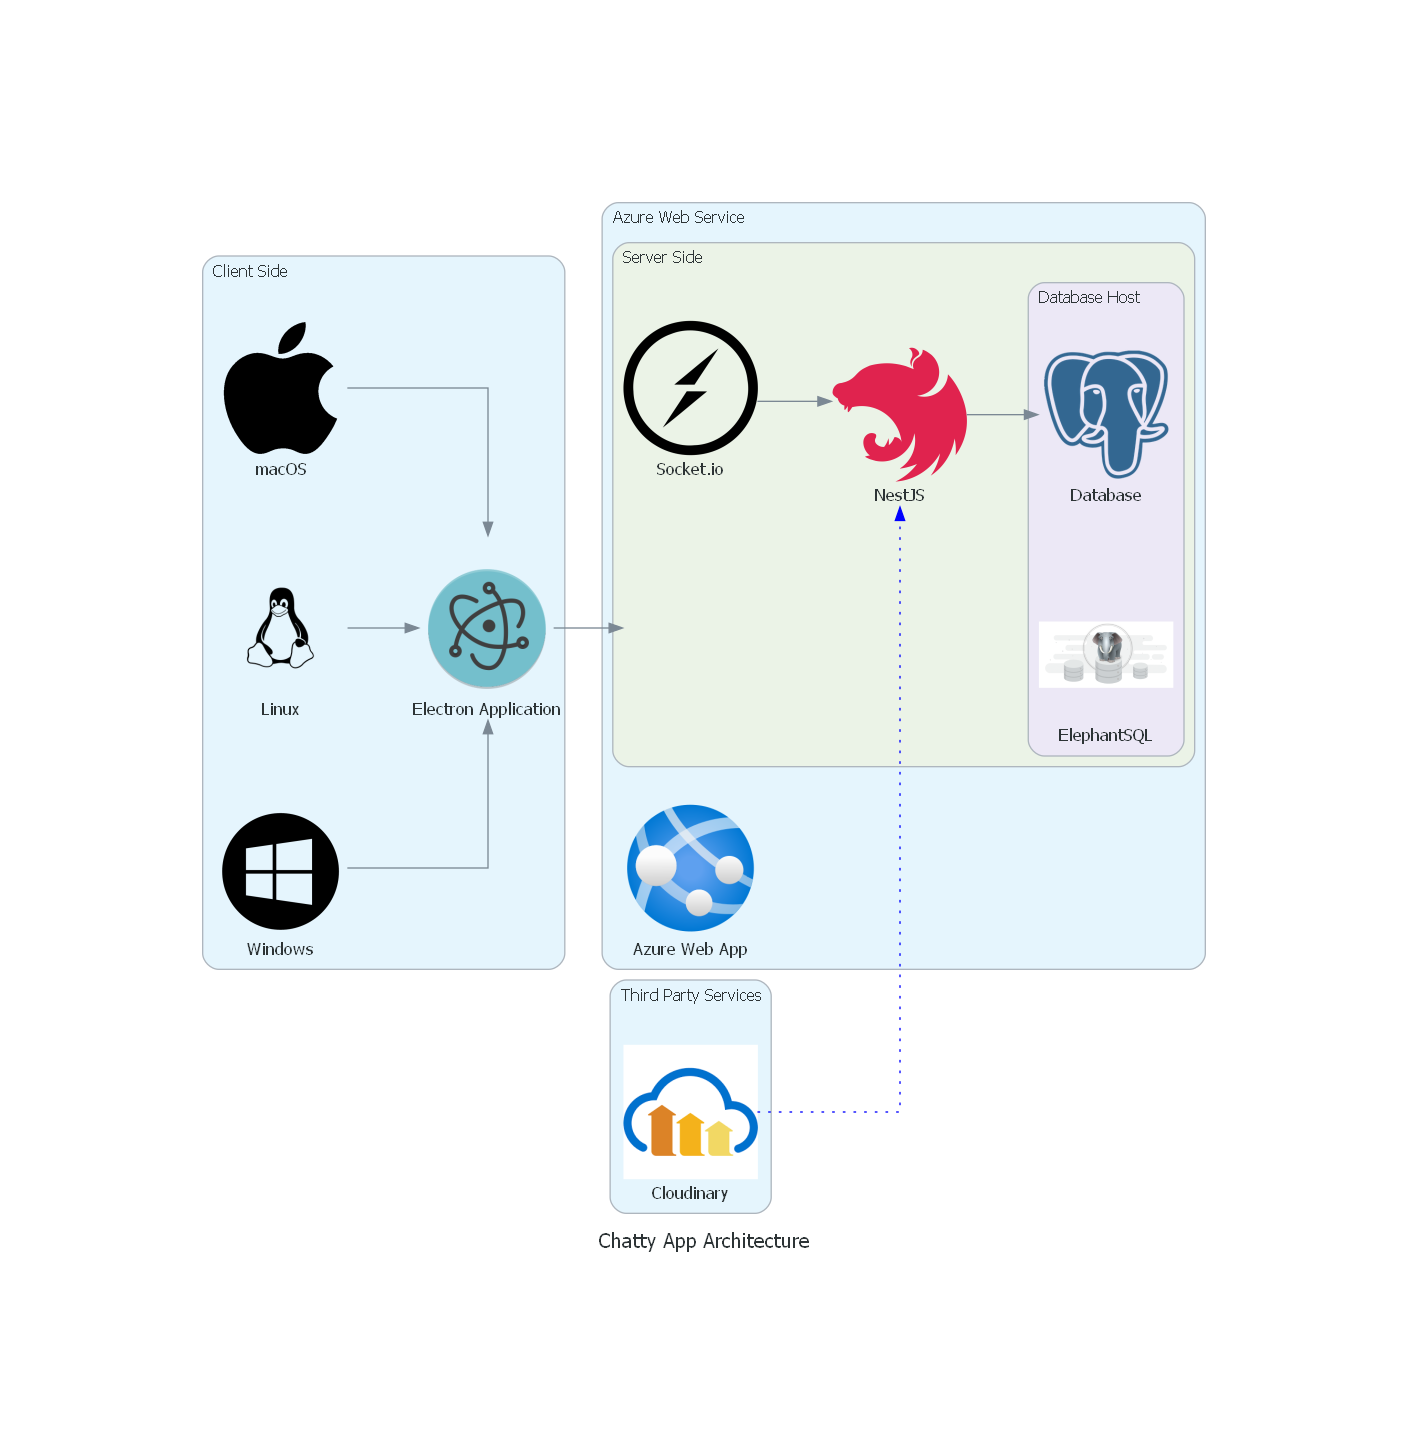 Azure Web Service
Server Side
Client Side
Database Host
macOS
Socket.io
NestJS
Database
Linux
Electron Application
ElephantSQL
Windows
Azure Web App
Third Party Services
Cloudinary
Chatty App Architecture